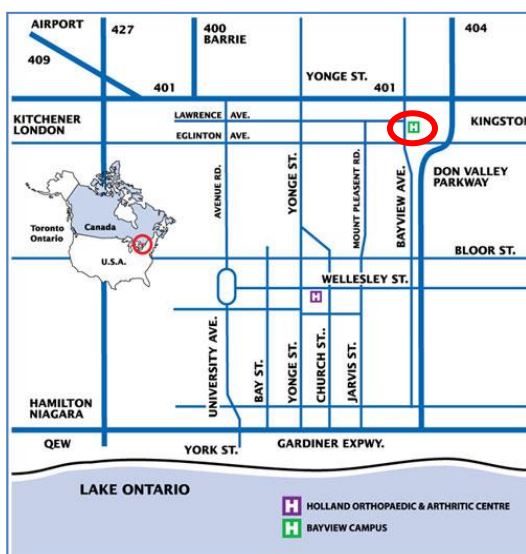 AIRPORT
427
400
BARRIE
404
409
YONGE ST.
401
401
KITCHENER
LONDON
LAWRENCE AVE.
EGLINTON AVE.
H
KINGSTON
AVENUE RD.
YONGE ST.
MOUNT PLEASENT RD.
BAYVIEW AVE.
DON VALLEY
PARKWAY
Toronto
Ontario
Canada
U.S.A.
BLOOR ST.
WELLESLEY ST.
H
UNIVERSITY AVE.
BAY ST.
YONGE ST.
CHURCH ST..
JARVIS ST.
HAMILTON
NIAGARA
QEW
YORK ST.
GARDINER EXPWY.
LAKE ONTARIO
H HOLLAND ORTHOPAEDIC & ARTHRITIC CENTRE
H BAYVIEW CAMPUS